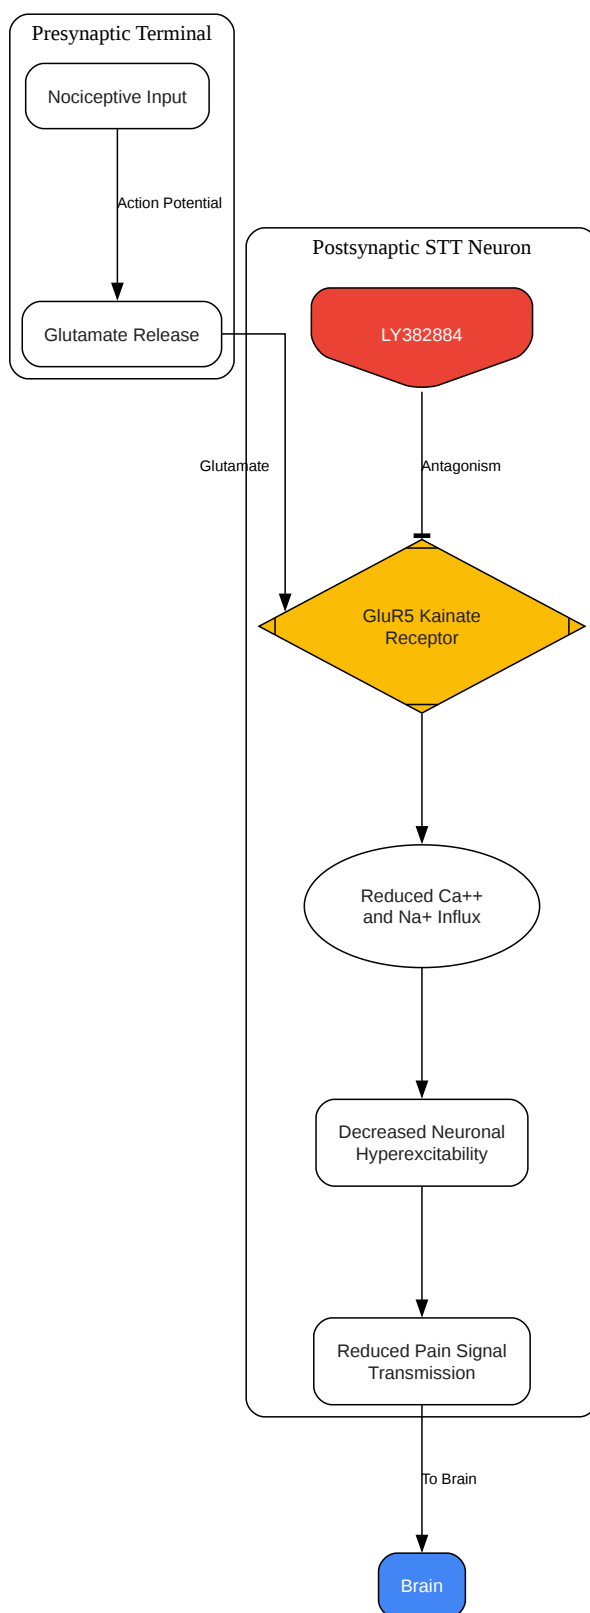 Presynaptic Terminal
Nociceptive Input
Action Potential
Glutamate Release
Postsynaptic STT Neuron
LY382884
Glutamate
Antagonism
GluR5 Kainate
Receptor
Reduced Ca++
and Na+ Influx
Decreased Neuronal
Hyperexcitability
Reduced Pain Signal
Transmission
To Brain
Brain